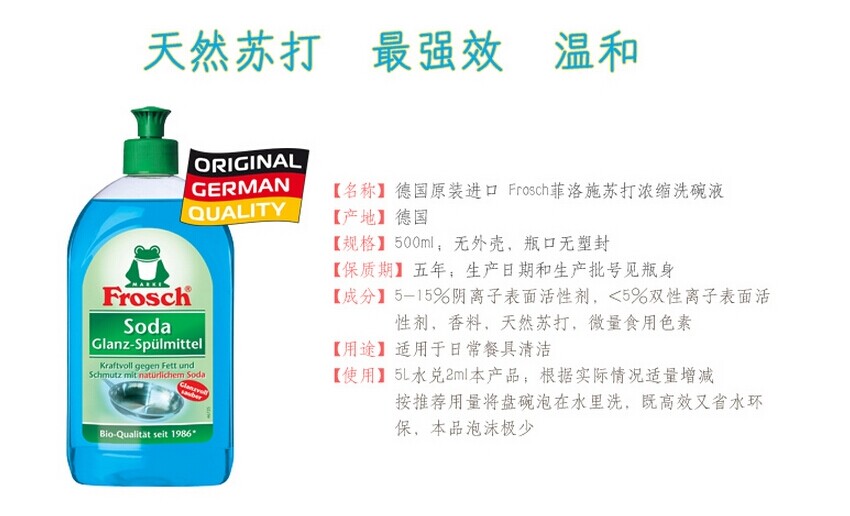 天然苏打 最强效 温和
ORIGINAL
GERMAN
QUALITY
MARKE
Frosch
Soda
Glanz-Spülmittel
Kraftvoll gegen Fett und
Schmutz mit natürlichem Soda
Glanzvoll
sauber
Bio-Qualität seit 1986*
【名称】德国原装进口 Frosch菲洛施苏打浓缩洗碗液
【产地】德国
【规格】500ml；无外壳，瓶口无塑封
【保质期】五年；生产日期和生产批号见瓶身
【成分】5-15%阴离子表面活性剂，<5%双性离子表面活
性剂，香料，天然苏打，微量食用色素
【用途】适用于日常餐具清洁
【使用】5L水兑2ml本产品；根据实际情况适量增减
按推荐用量将盘碗泡在水里洗，既高效又省水环
保，本品泡沫极少